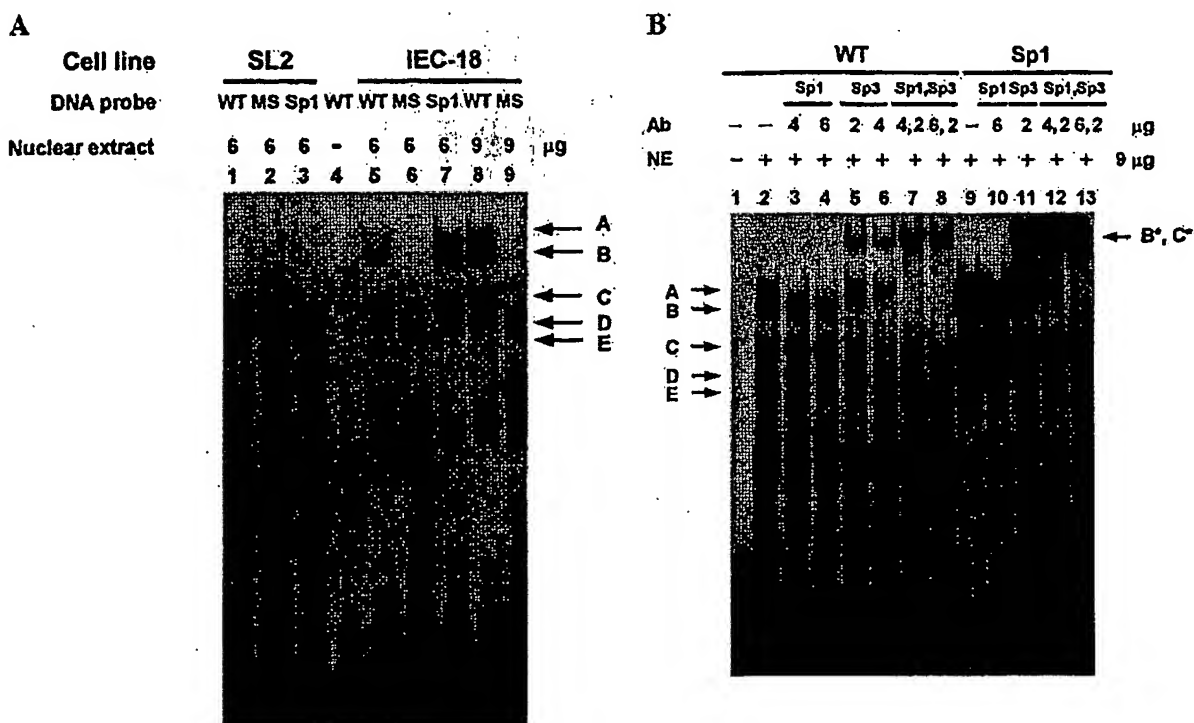 A
Cell line SL2 IEC-18
DNA probe WT MS Sp1 WT WT MS Sp1 WT MS
Nuclear extract 6 6 6 - 6 6 6 9 9 µg
1 2 3 4 5 6 7 8 9
A
B
C
D
E
B
WT Sp1
Sp1 Sp3 Sp1,Sp3 Sp1 Sp3 Sp1,Sp3
Ab - - 4 6 2 4 4,2 6,2 - 6 2 4,2 6,2 µg
NE - + + + + + + + + + + + + 9 µg
1 2 3 4 5 6 7 8 9 10 11 12 13
B*, C*
A
B
C
D
E